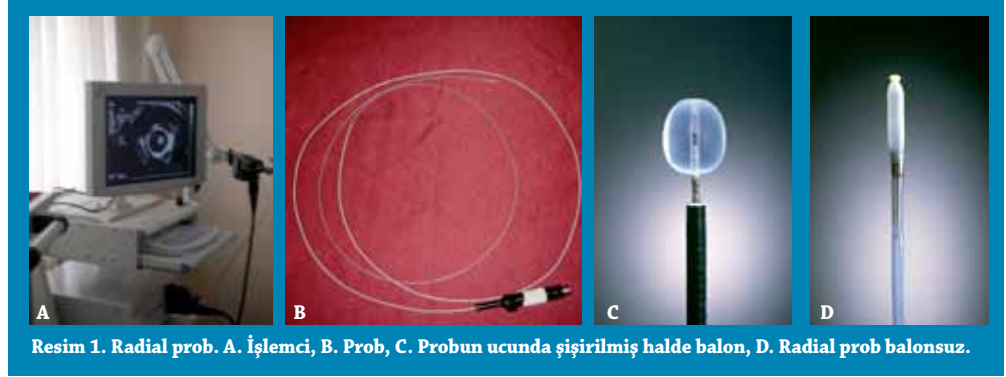 A
B
C
D
Resim 1. Radial prob. A. İşlemci, B. Prob, C. Probun ucunda şişirilmiş halde balon, D. Radial prob balonsuz.